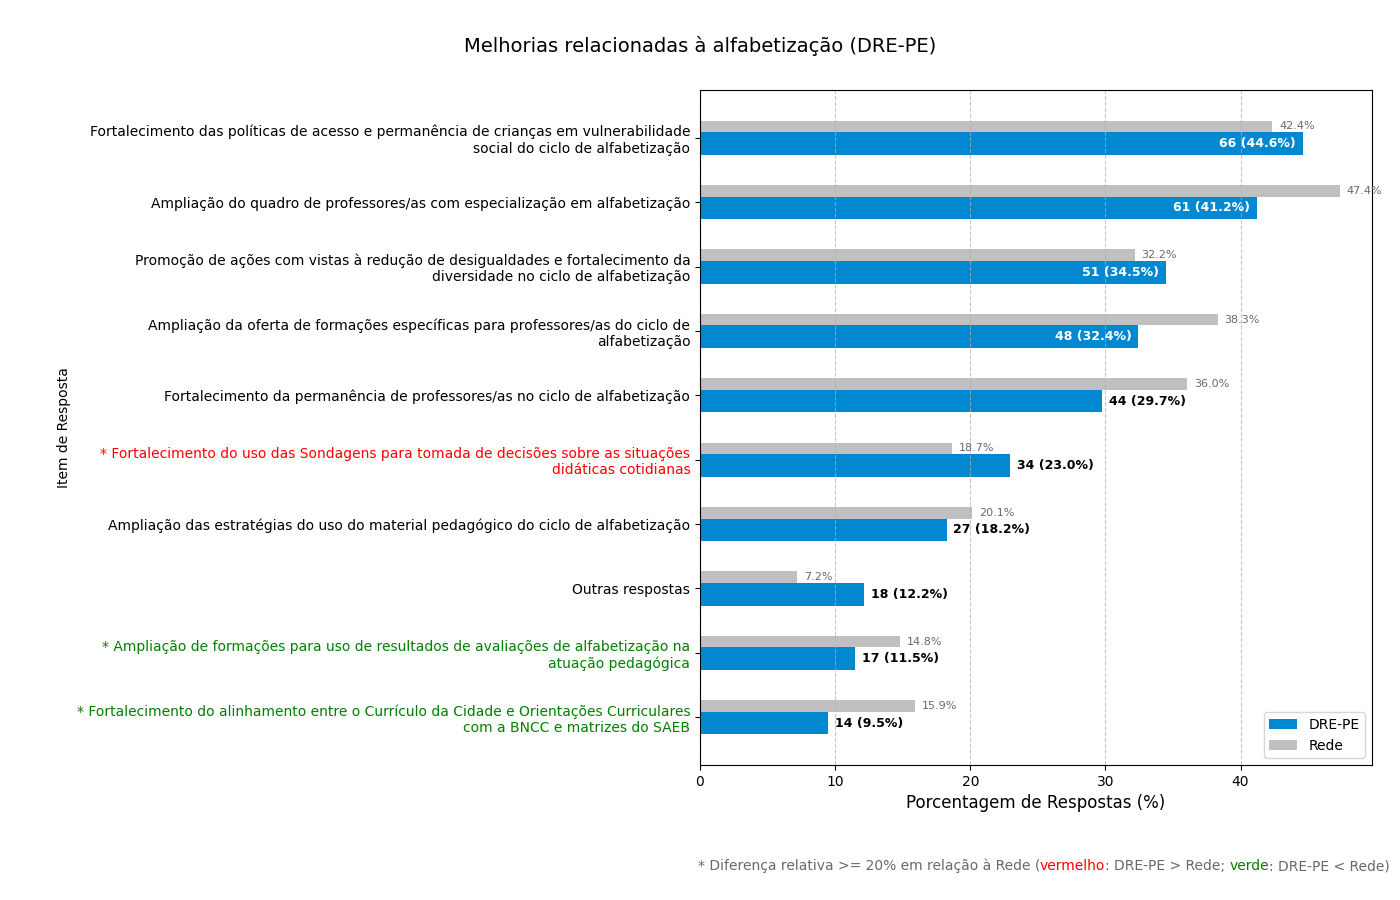 Melhorias relacionadas à alfabetização (DRE-PE)
Fortalecimento das políticas de acesso e permanência de crianças em vulnerabilidade
social do ciclo de alfabetização
42.4%
66 (44.6%)
Ampliação do quadro de professores/as com especialização em alfabetização
47.4%
61 (41.2%)
Promoção de ações com vistas à redução de desigualdades e fortalecimento da
diversidade no ciclo de alfabetização
32.2%
51 (34.5%)
Ampliação da oferta de formações específicas para professores/as do ciclo de
alfabetização
38.3%
48 (32.4%)
Fortalecimento da permanência de professores/as no ciclo de alfabetização
36.0%
44 (29.7%)
Item de Resposta
* Fortalecimento do uso das Sondagens para tomada de decisões sobre as situações
didáticas cotidianas
18.7%
34 (23.0%)
Ampliação das estratégias do uso do material pedagógico do ciclo de alfabetização
20.1%
27 (18.2%)
Outras respostas
7.2%
18 (12.2%)
* Ampliação de formações para uso de resultados de avaliações de alfabetização na
atuação pedagógica
14.8%
17 (11.5%)
* Fortalecimento do alinhamento entre o Currículo da Cidade e Orientações Curriculares
com a BNCC e matrizes do SAEB
15.9%
14 (9.5%)
DRE-PE
Rede
0 10 20 30 40
Porcentagem de Respostas (%)
* Diferença relativa >= 20% em relação à Rede (vermelho: DRE-PE > Rede; verde: DRE-PE < Rede)